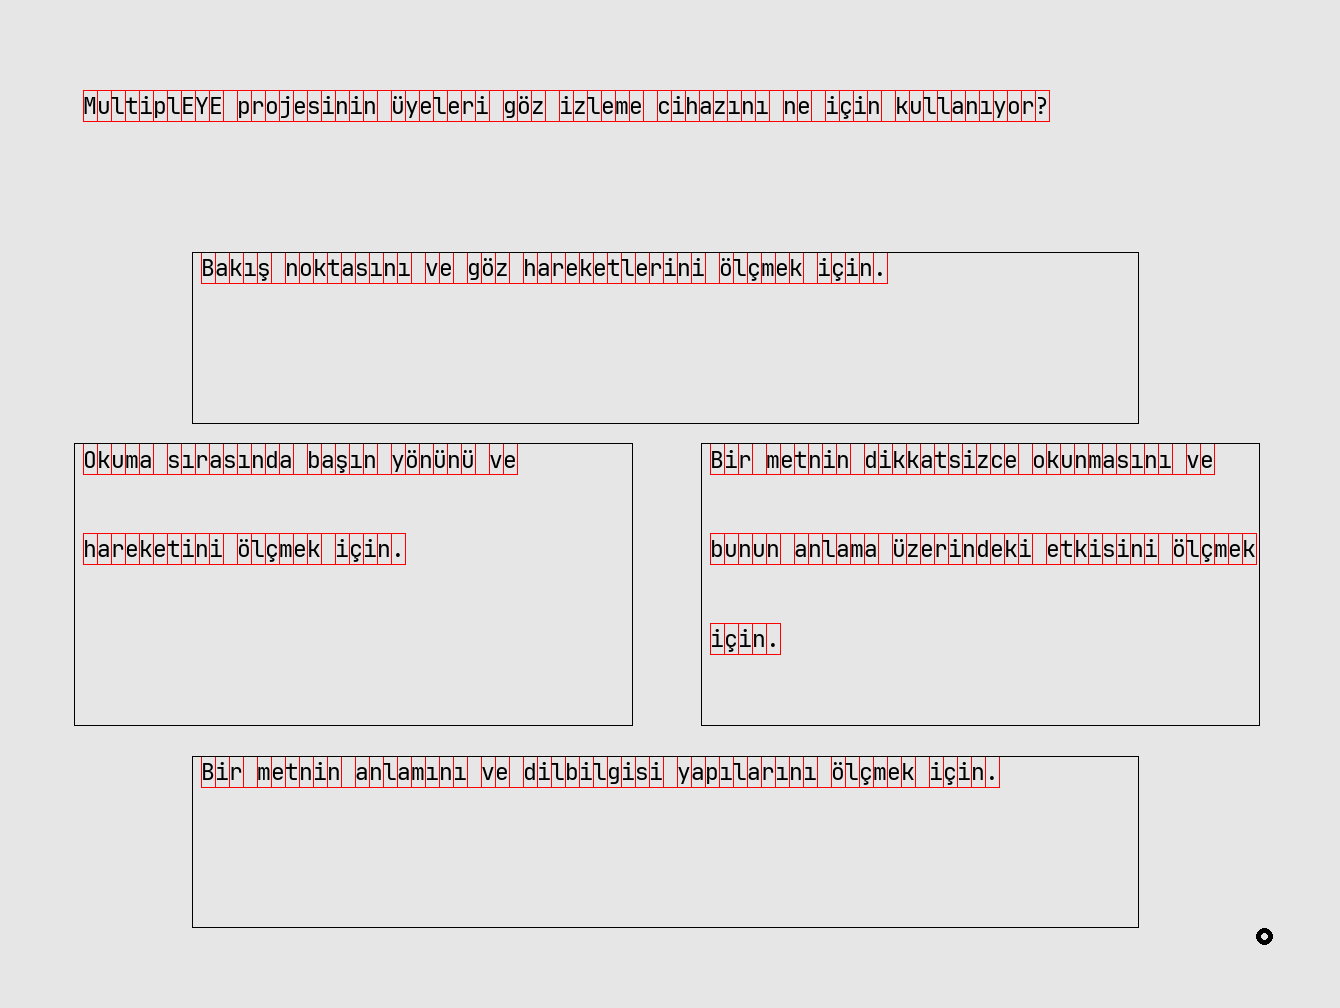 MultiplEYE projesinin üyeleri göz izleme cihazını ne için kullanıyor?
Bakış noktasını ve göz hareketlerini ölçmek için.
Okuma sırasında başın yönünü ve
hareketini ölçmek için.
Bir metnin dikkatsizce okunmasını ve
bunun anlama üzerindeki etkisini ölçmek
için.
Bir metnin anlamını ve dilbilgisi yapılarını ölçmek için.